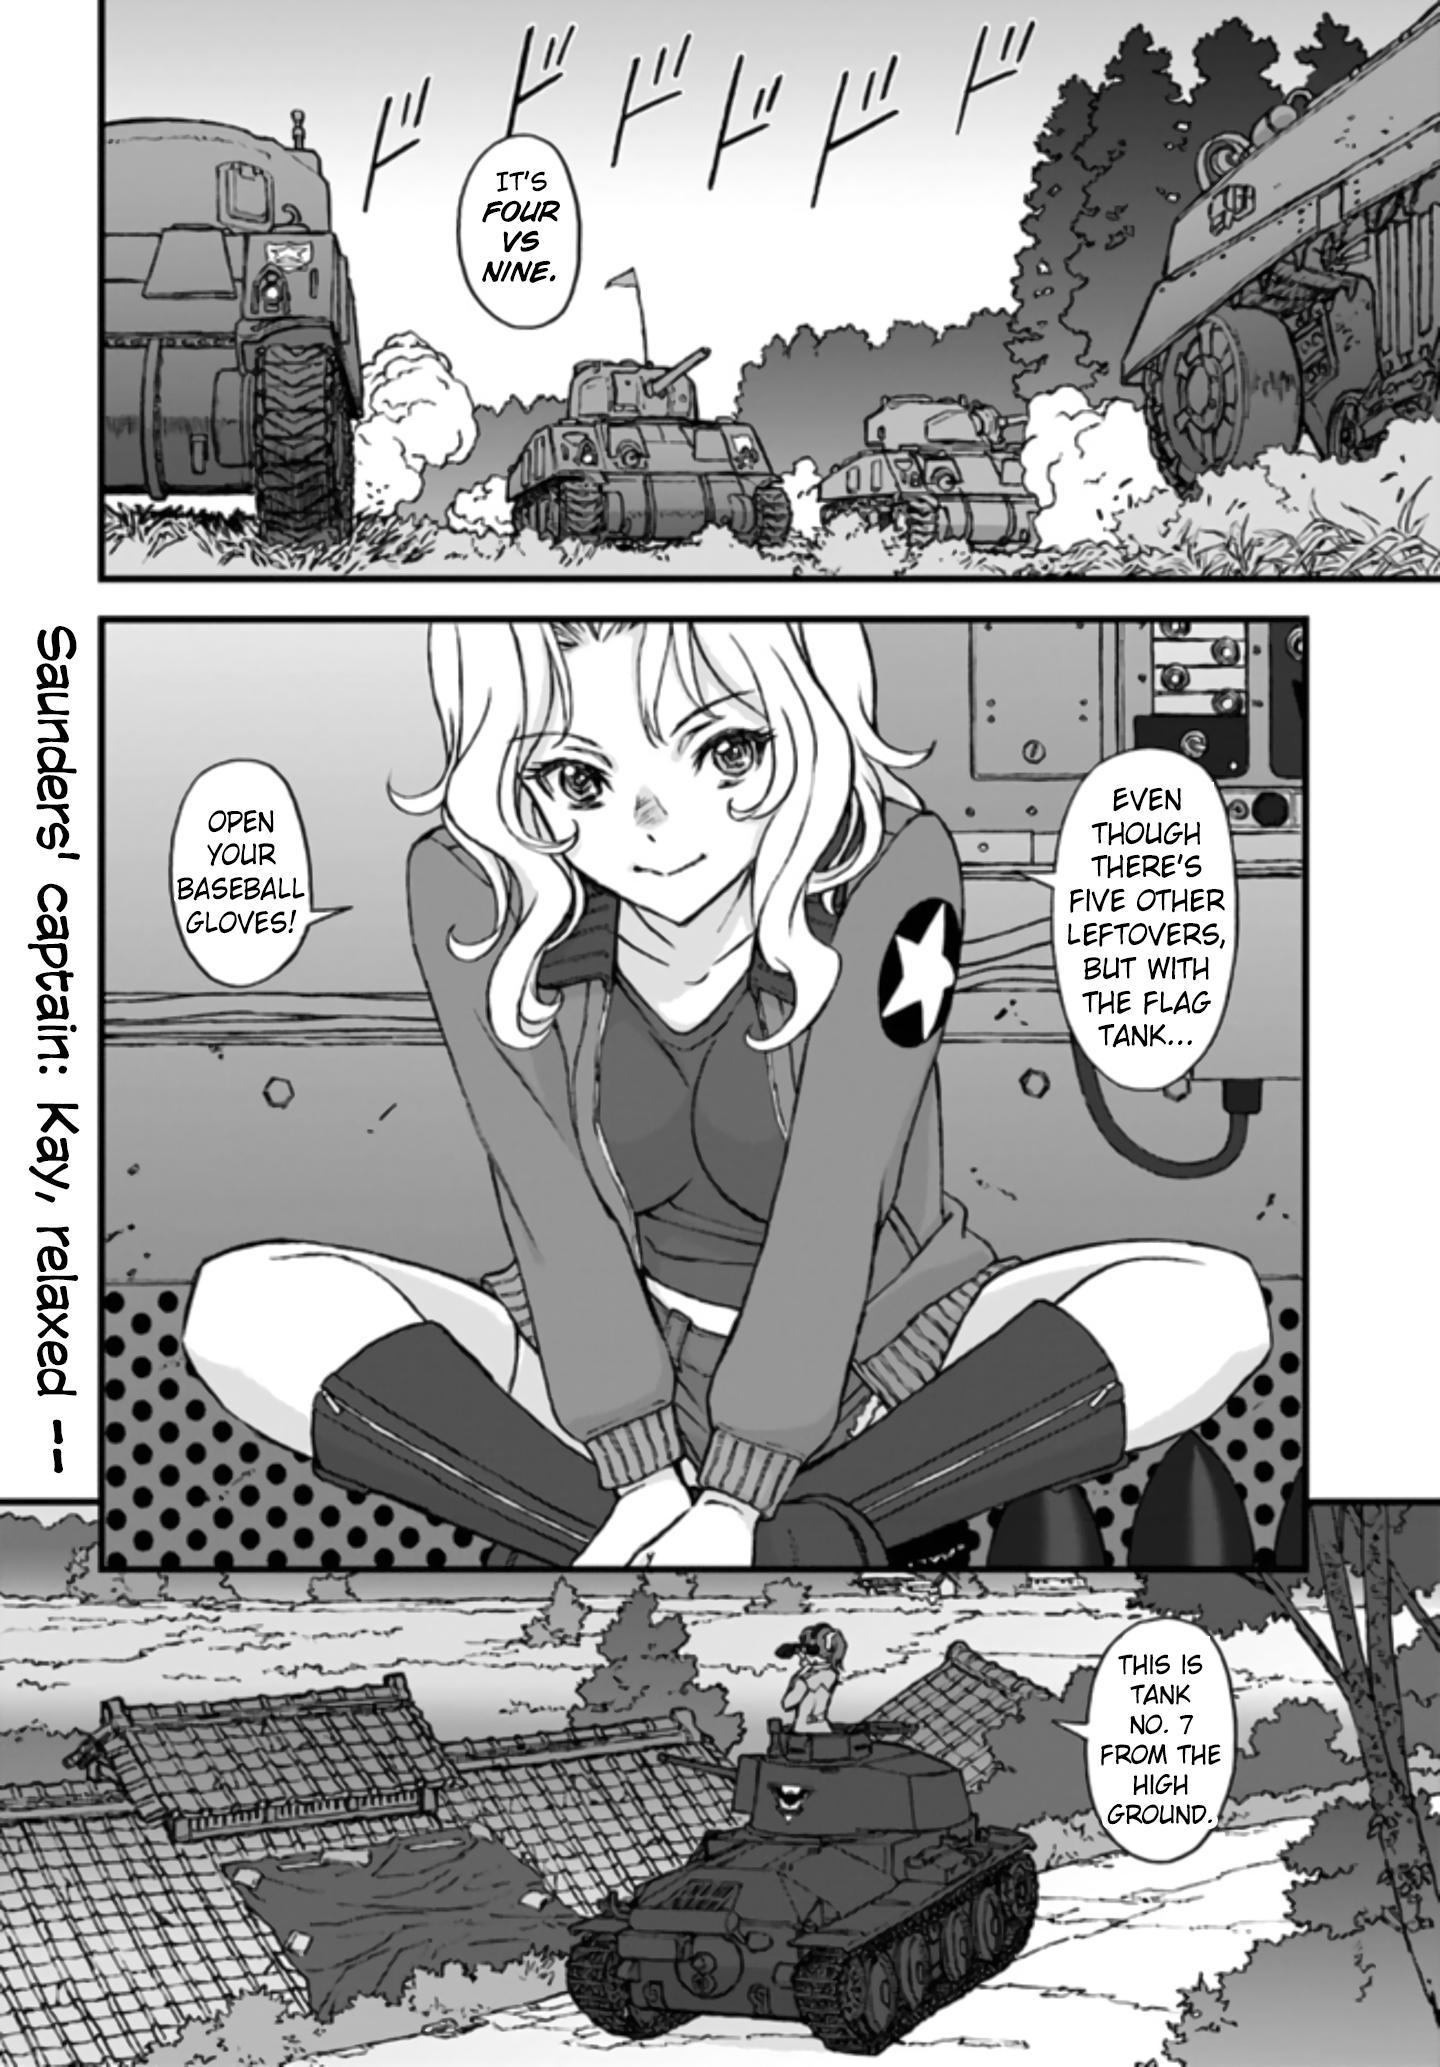 ドドドドドド
IT'S
FOUR
VS
NINE.
EVEN
THOUGH
THERE'S
FIVE OTHER
LEFTOVERS,
BUT WITH
THE FLAG
TANK...
OPEN
YOUR
BASEBALL
GLOVES!
Saunders' captain: Kay, relaxed --
THIS IS
TANK
NO. 7
FROM THE
HIGH
GROUND.